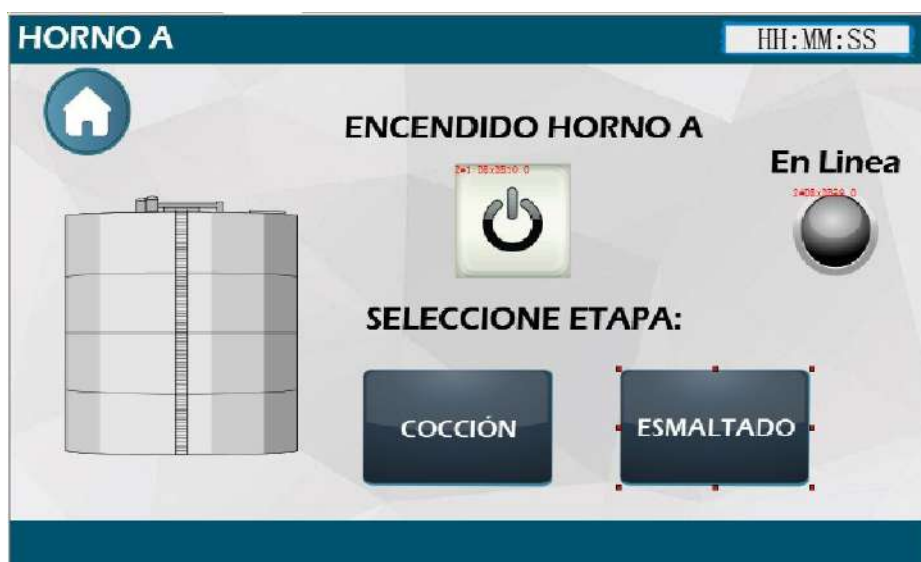 HORNO A
HH:MM:SS
ENCENDIDO HORNO A
En Linea
SELECCIONE ETAPA:
COCCIÓN
ESMALTADO